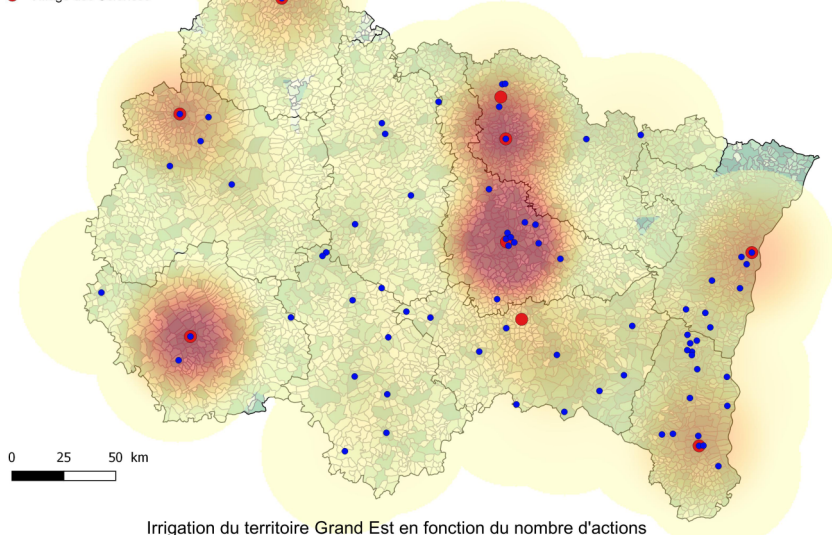 0 25 50 km
Irrigation du territoire Grand Est en fonction du nombre d'actions